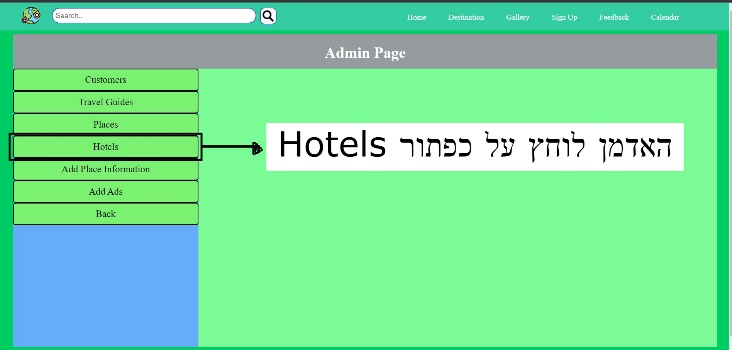 Search..
Home Destination Gallery Sign Up Feedback Calendar
Admin Page
Customers
Travel Guides
Places
Hotels
האדמן לוחץ על כפתור Hotels
Add Place Information
Add Ads
Back